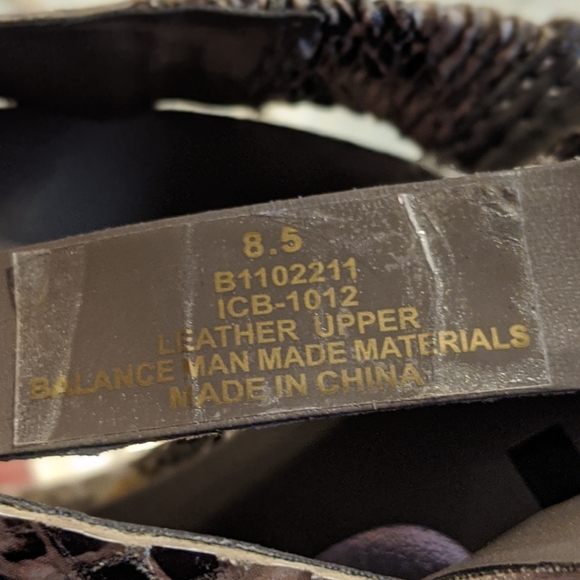 8.5
B1102211
ICB-1012
LEATHER UPPER
BALANCE MAN MADE MATERIALS
MADE IN CHINA